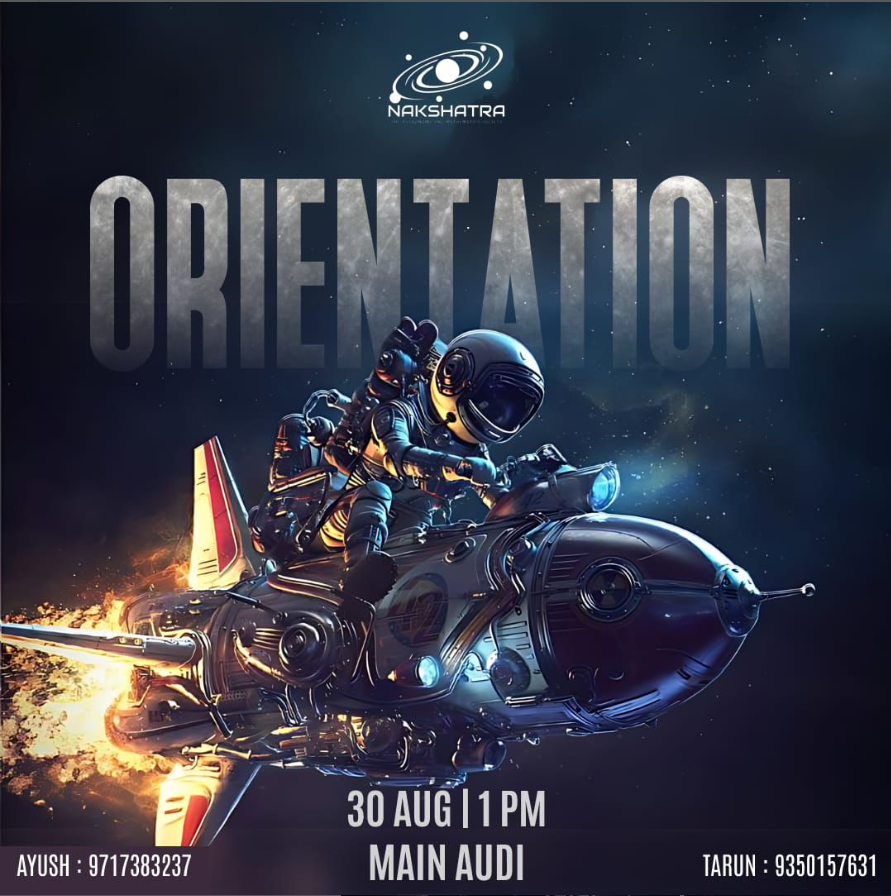 NAKSHATRA
ORIENTATION
30 AUG | 1 PM
MAIN AUDI
AYUSH : 9717383237
TARUN : 9350157631